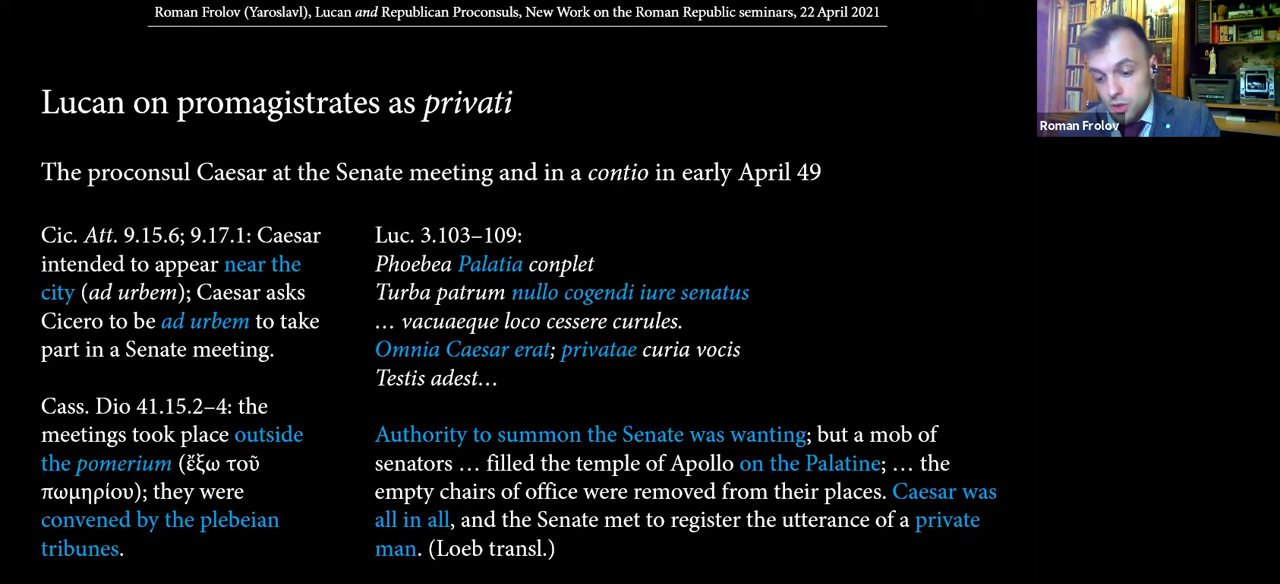 Roman Frolov (Yaroslavl), Lucan and Republican Proconsuls, New Work on the Roman Republic seminars, 22 April 2021
Roman Frolov
Lucan on promagistrates as privati
The proconsul Caesar at the Senate meeting and in a contio in early April 49
Cic. Att. 9.15.6; 9.17.1: Caesar
intended to appear near the
city (ad urbem); Caesar asks
Cicero to be ad urbem to take
part in a Senate meeting.
Cass. Dio 41.15.2–4: the
meetings took place outside
the pomerium (ἔξω τοῦ
πωμηρίου); they were
convened by the plebeian
tribunes.
Luc. 3.103–109:
Phoebea Palatia conplet
Turba patrum nullo cogendi iure senatus
… vacuaeque loco cessere curules.
Omnia Caesar erat; privatae curia vocis
Testis adest…
Authority to summon the Senate was wanting; but a mob of
senators … filled the temple of Apollo on the Palatine; … the
empty chairs of office were removed from their places. Caesar was
all in all, and the Senate met to register the utterance of a private
man. (Loeb transl.)